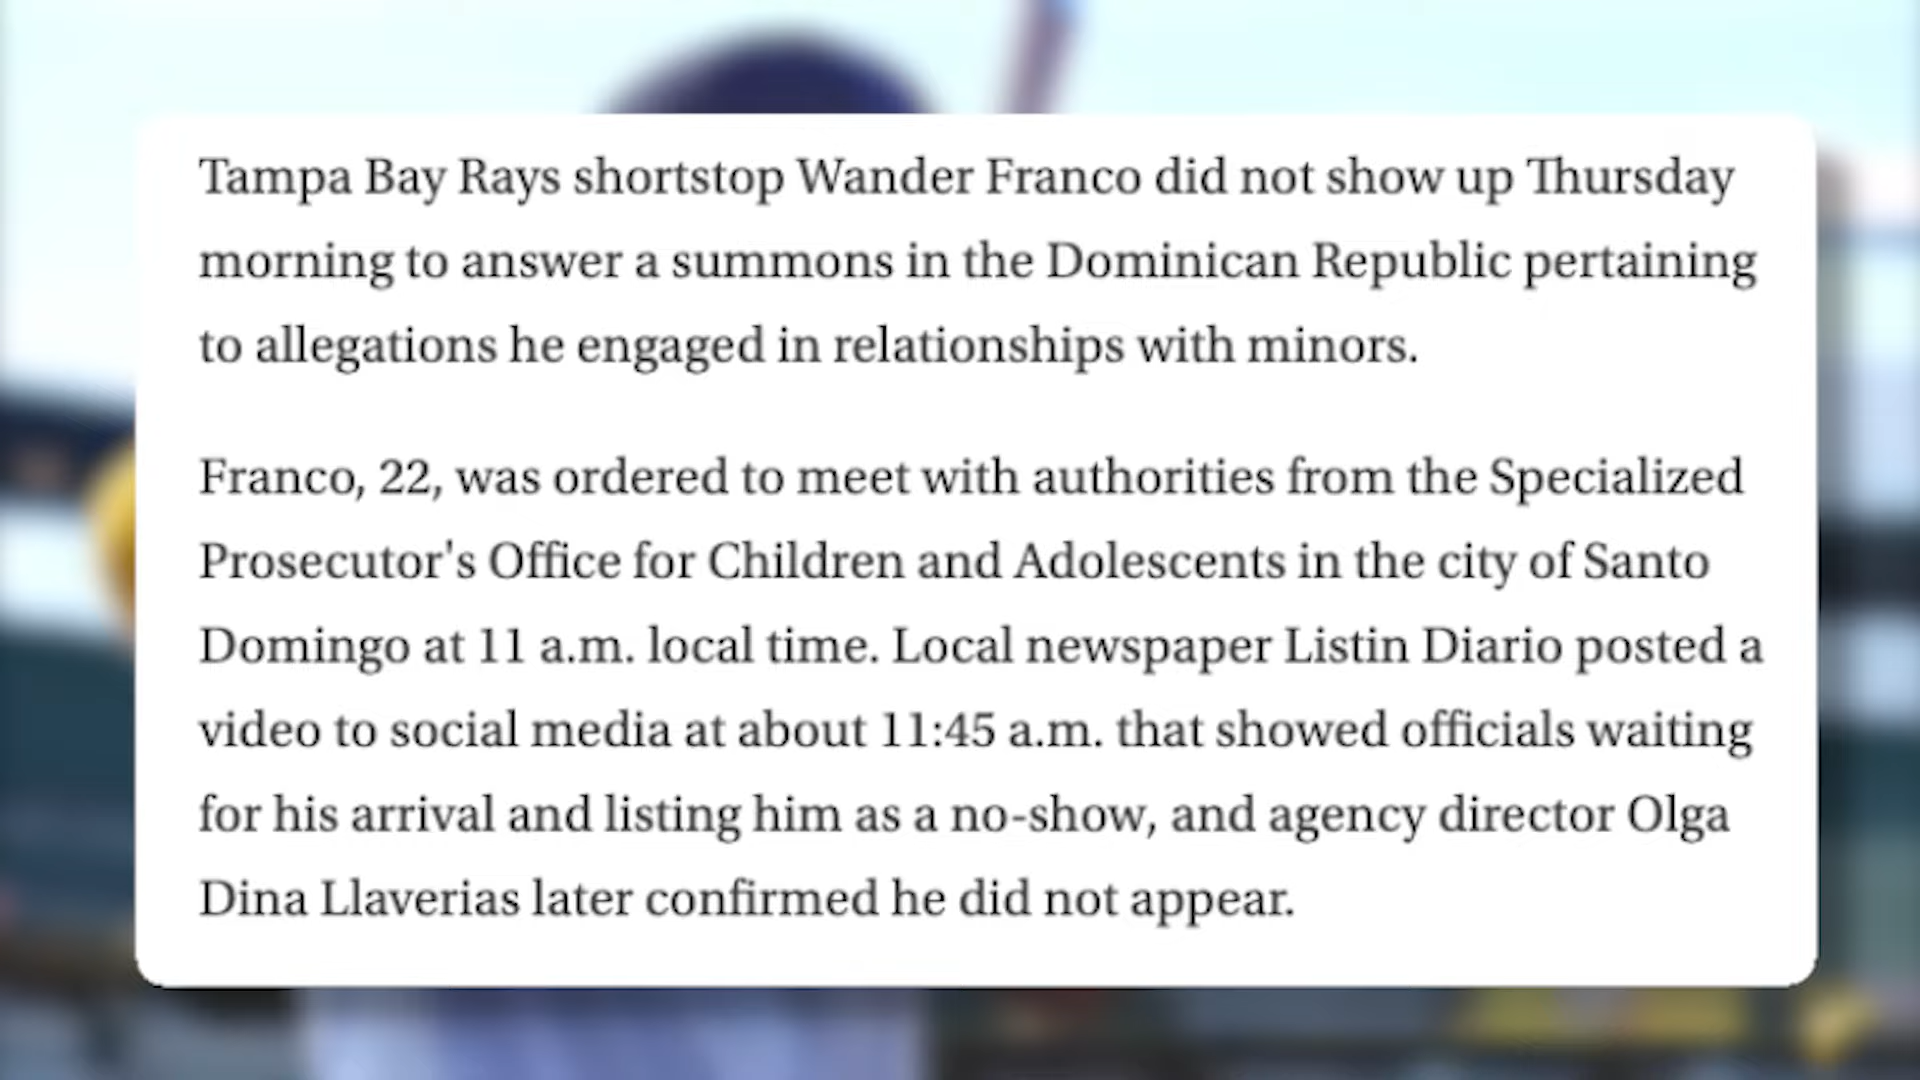 Tampa Bay Rays shortstop Wander Franco did not show up Thursday
morning to answer a summons in the Dominican Republic pertaining
to allegations he engaged in relationships with minors.
Franco, 22, was ordered to meet with authorities from the Specialized
Prosecutor's Office for Children and Adolescents in the city of Santo
Domingo at 11 a.m. local time. Local newspaper Listin Diario posted a
video to social media at about 11:45 a.m. that showed officials waiting
for his arrival and listing him as a no-show, and agency director Olga
Dina Llaverias later confirmed he did not appear.